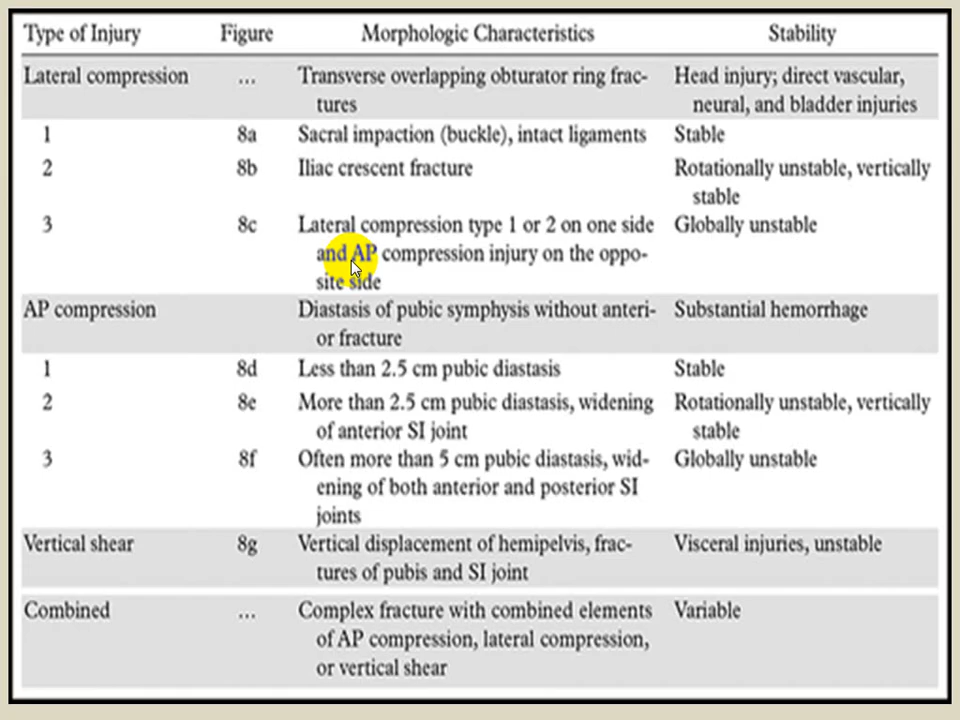 Type of Injury Figure Morphologic Characteristics Stability
Lateral compression ... Transverse overlapping obturator ring frac- Head injury; direct vascular,
tures neural, and bladder injuries
1 8a Sacral impaction (buckle), intact ligaments Stable
2 8b Iliac crescent fracture Rotationally unstable, vertically
stable
3 8c Lateral compression type 1 or 2 on one side Globally unstable
and AP compression injury on the oppo-
site side
AP compression Diastasis of pubic symphysis without anteri- Substantial hemorrhage
or fracture
1 8d Less than 2.5 cm pubic diastasis Stable
2 8e More than 2.5 cm pubic diastasis, widening Rotationally unstable, vertically
of anterior SI joint stable
3 8f Often more than 5 cm pubic diastasis, wid- Globally unstable
ening of both anterior and posterior SI
joints
Vertical shear 8g Vertical displacement of hemipelvis, frac- Visceral injuries, unstable
tures of pubis and SI joint
Combined ... Complex fracture with combined elements Variable
of AP compression, lateral compression,
or vertical shear